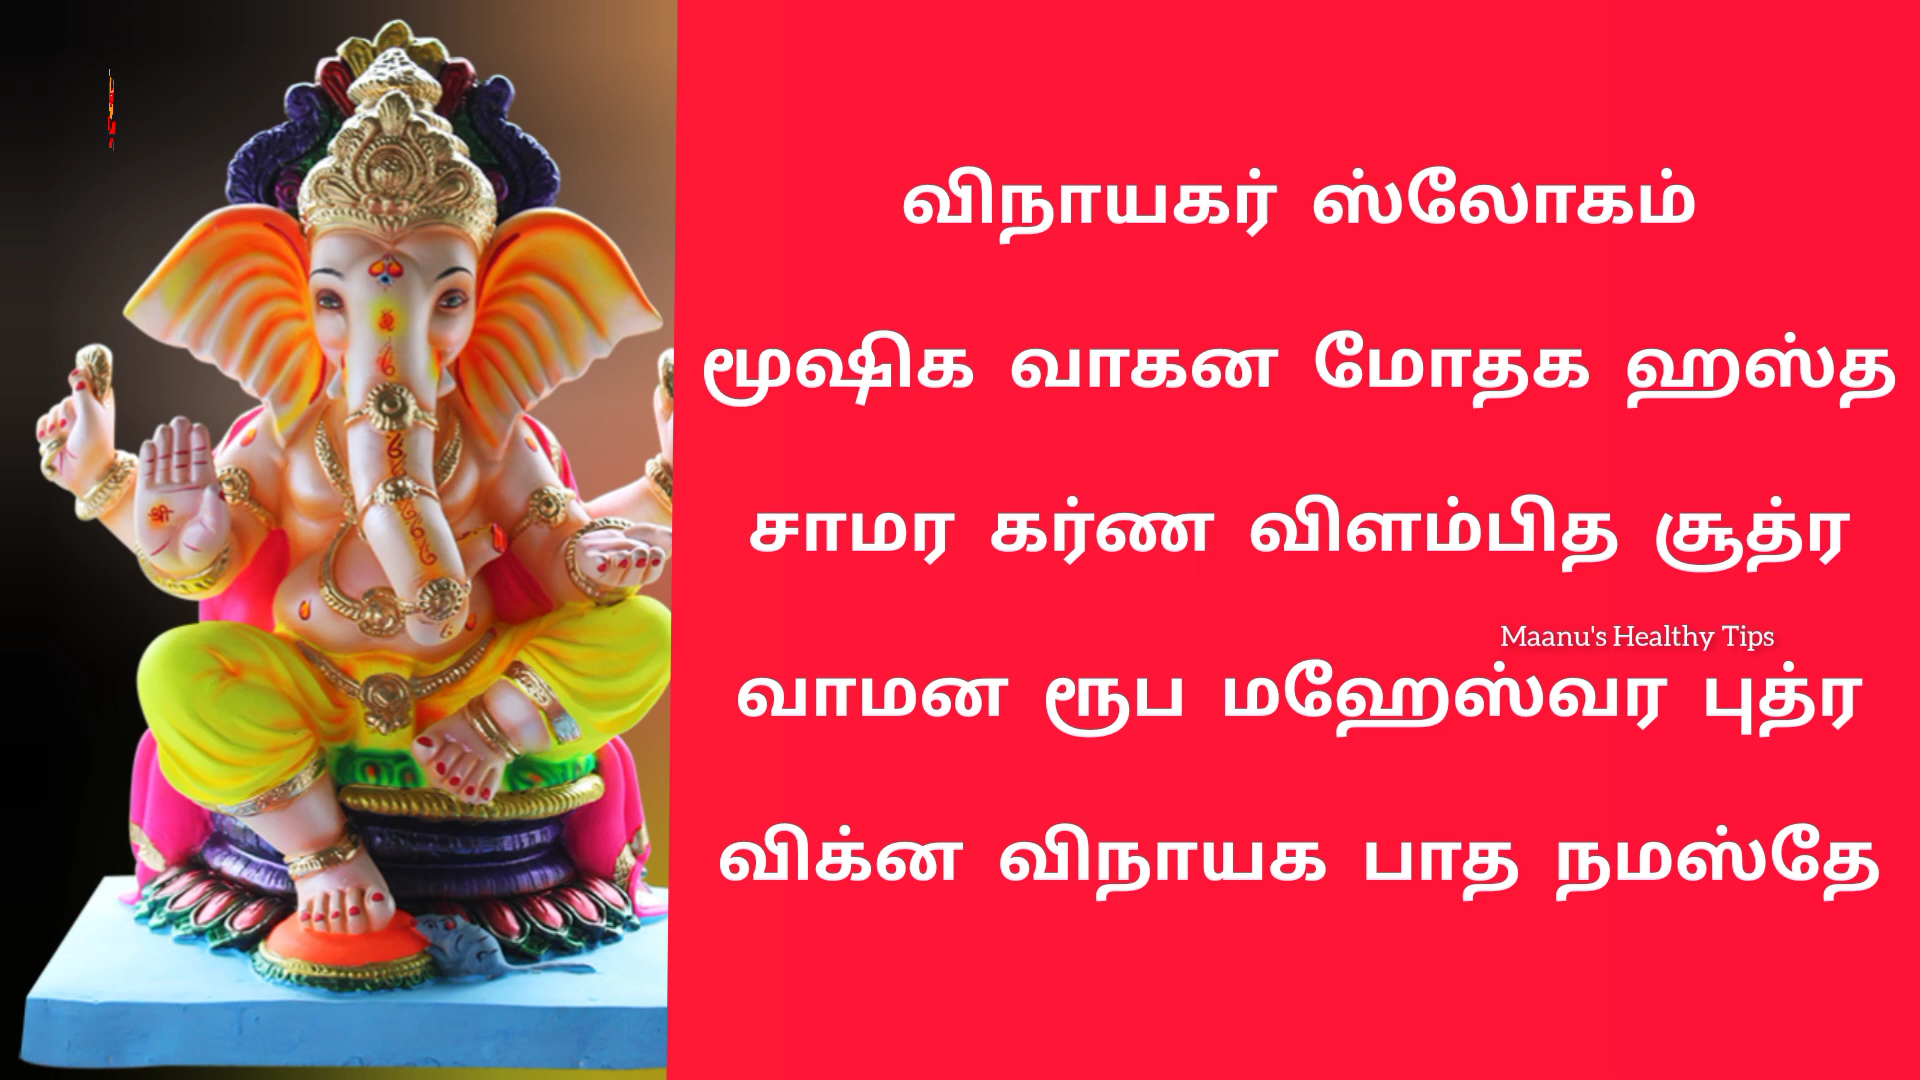 விநாயகர் ஸ்லோகம்
மூஷிக வாகன மோதக ஹஸ்த
சாமர கர்ண விளம்பித சூத்ர
Maanu's Healthy Tips
வாமன ரூப மஹேஸ்வர புத்ர
விக்ன விநாயக பாத நமஸ்தே